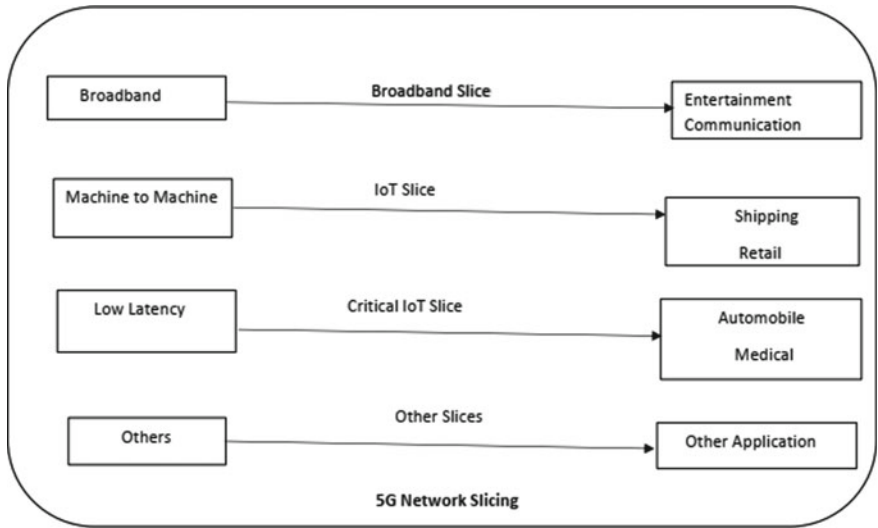 Broadband
Broadband Slice
Entertainment
Communication
Machine to Machine
IoT Slice
Shipping
Retail
Low Latency
Critical IoT Slice
Automobile
Medical
Others
Other Slices
Other Application
5G Network Slicing